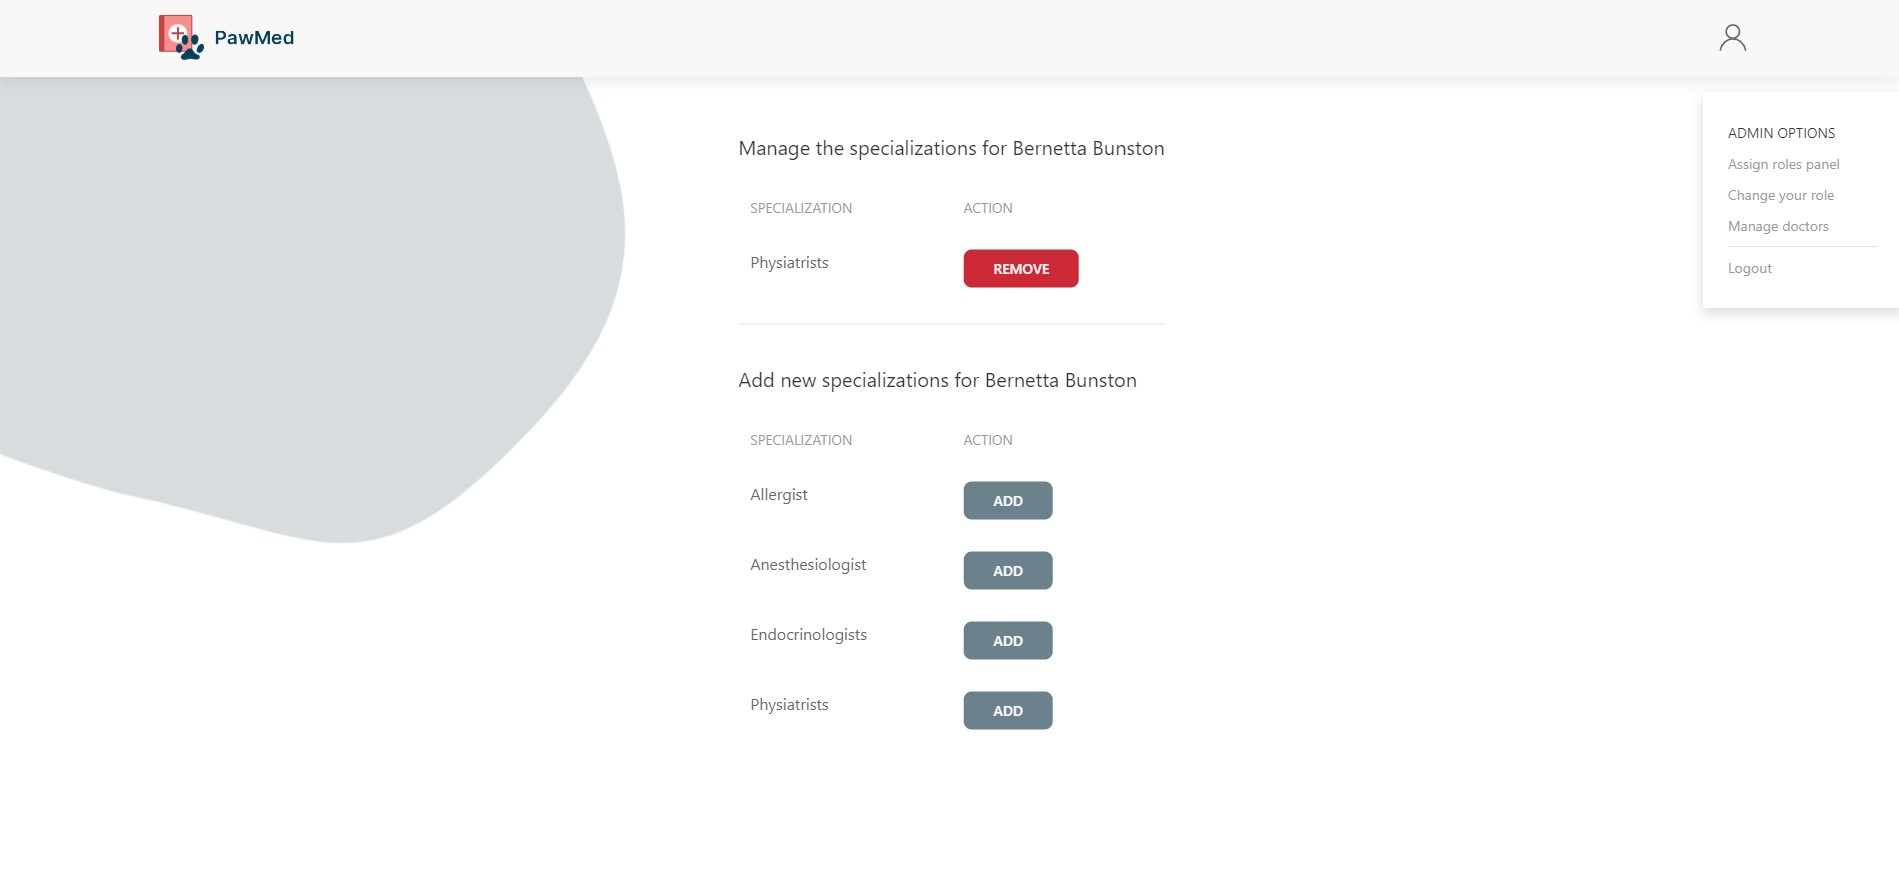 PawMed
ADMIN OPTIONS
Assign roles panel
Change your role
Manage doctors
Logout
Manage the specializations for Bernetta Bunston
SPECIALIZATION ACTION
Physiatrists REMOVE
Add new specializations for Bernetta Bunston
SPECIALIZATION ACTION
Allergist ADD
Anesthesiologist ADD
Endocrinologists ADD
Physiatrists ADD